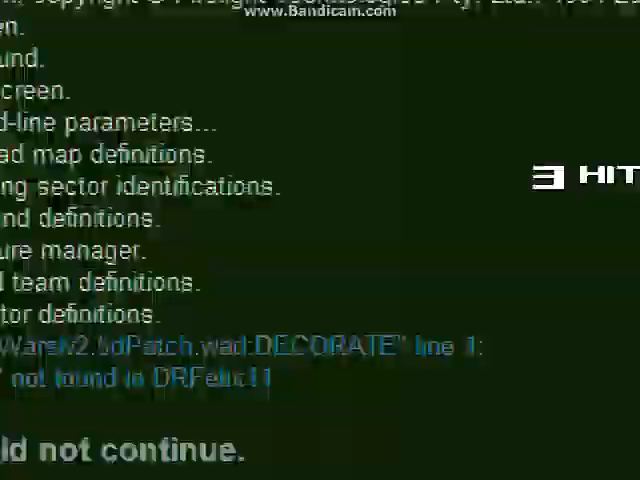 www.Bandicam.com
en.
und.
creen.
d-line parameters...
ad map definitions.
ng sector identifications.
3 HIT
nd definitions.
ure manager.
team definitions.
tor definitions.
DECORATE" line 1:
not found in
ld not continue.